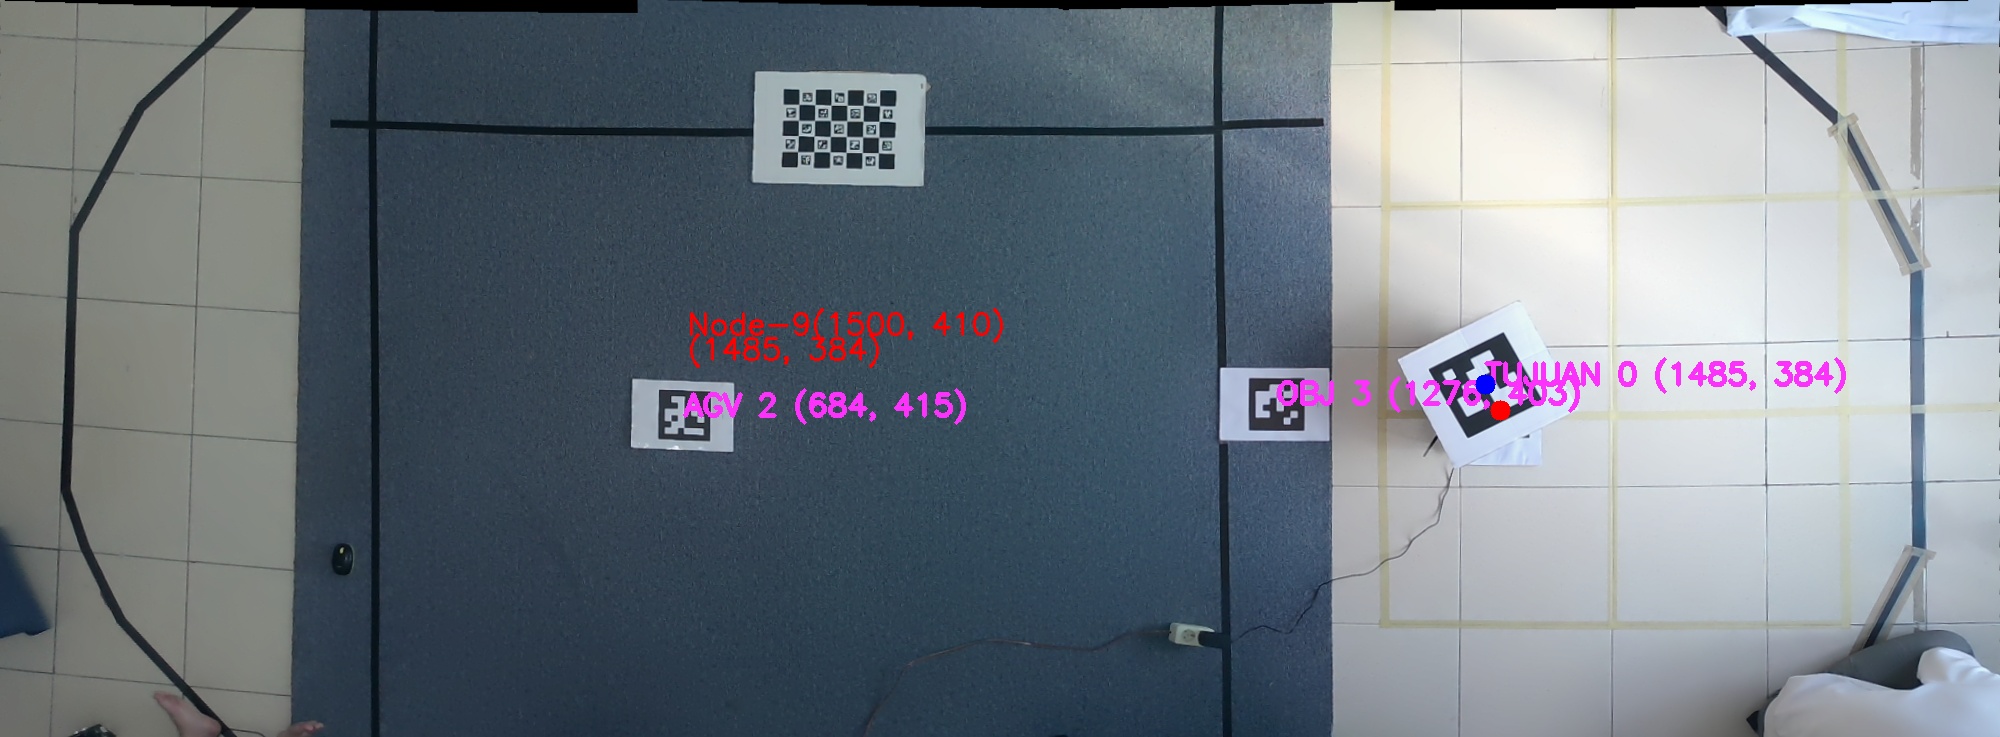 Node-9(1500, 410)
(1485, 384)
TUJUAN 0 (1485, 384)
OBJ 3 (1276, 403)
AGV 2 (684, 415)